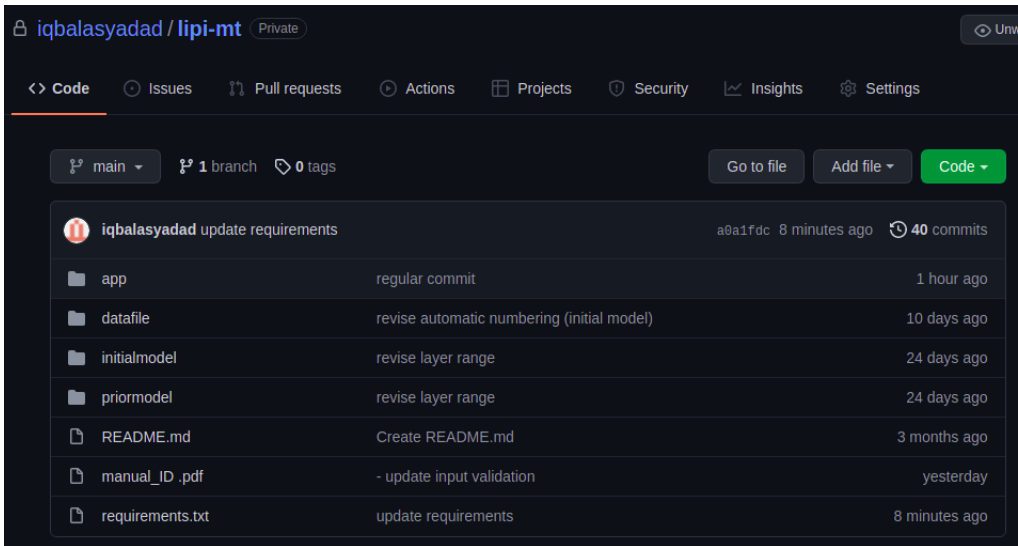 iqbalasyadad / lipi-mt Private Unw
Code Issues Pull requests Actions Projects Security Insights Settings
main 1 branch 0 tags Go to file Add file Code
iqbalasyadad update requirements a0a1fdc 8 minutes ago 40 commits
app regular commit 1 hour ago
datafile revise automatic numbering (initial model) 10 days ago
initialmodel revise layer range 24 days ago
priormodel revise layer range 24 days ago
README.md Create README.md 3 months ago
manual_ID .pdf - update input validation yesterday
requirements.txt update requirements 8 minutes ago